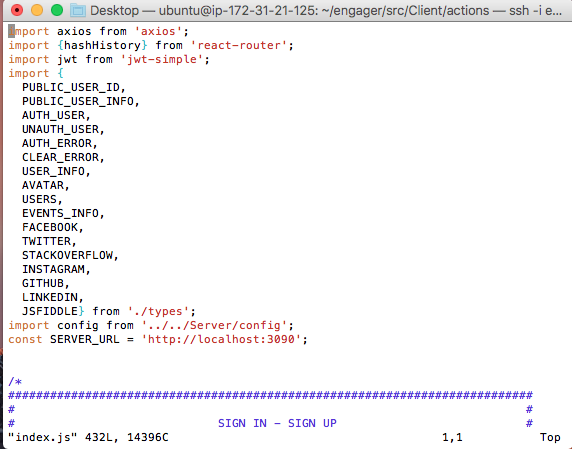 Desktop — ubuntu@ip-172-31-21-125: ~/engager/src/Client/actions — ssh -i e...
import axios from 'axios';
import {hashHistory} from 'react-router';
import jwt from 'jwt-simple';
import {
  PUBLIC_USER_ID,
  PUBLIC_USER_INFO,
  AUTH_USER,
  UNAUTH_USER,
  AUTH_ERROR,
  CLEAR_ERROR,
  USER_INFO,
  AVATAR,
  USERS,
  EVENTS_INFO,
  FACEBOOK,
  TWITTER,
  STACKOVERFLOW,
  INSTAGRAM,
  GITHUB,
  LINKEDIN,
  JSFIDDLE} from './types';
import config from '../../Server/config';
const SERVER_URL = 'http://localhost:3090';
/*
###########################################################################
#                                                                         #
#                             SIGN IN - SIGN UP                           #
"index.js" 432L, 14396C                                       1,1           Top